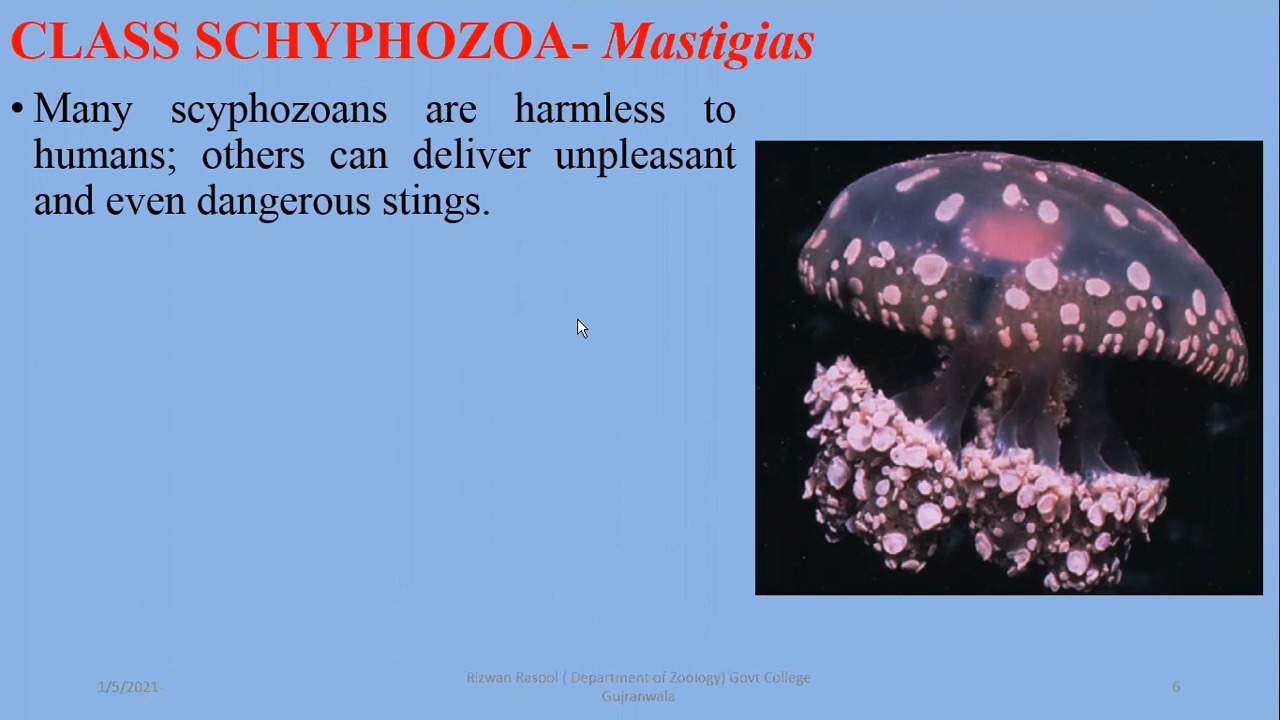 CLASS SCHYPHOZOA- Mastigias
• Many scyphozoans are harmless to
humans; others can deliver unpleasant
and even dangerous stings.
1/5/2021
Rizwan Rasool ( Department of Zoology) Govt College
Gujranwala
6